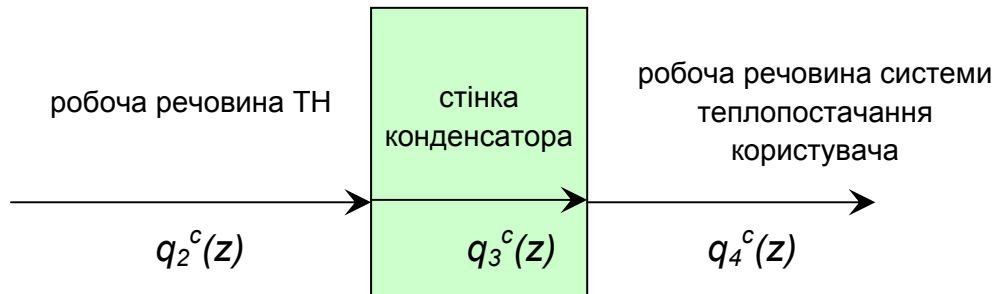 робоча речовина ТН
стінка
конденсатора
робоча речовина системи
теплопостачання
користувача
q₂ᶜ(z)
q₃ᶜ(z)
q₄ᶜ(z)